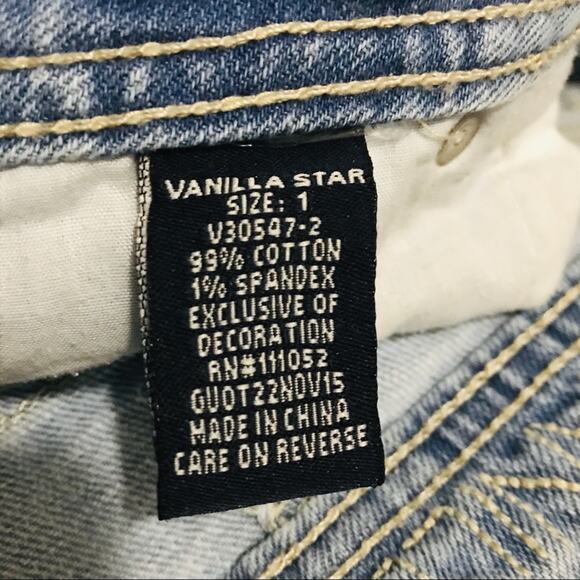 VANILLA STAR
SIZE: 1
V30547-2
99% COTTON
1% SPANDEX
EXCLUSIVE OF
DECORATION
RN#111052
GUOT22NOV15
MADE IN CHINA
CARE ON REVERSE